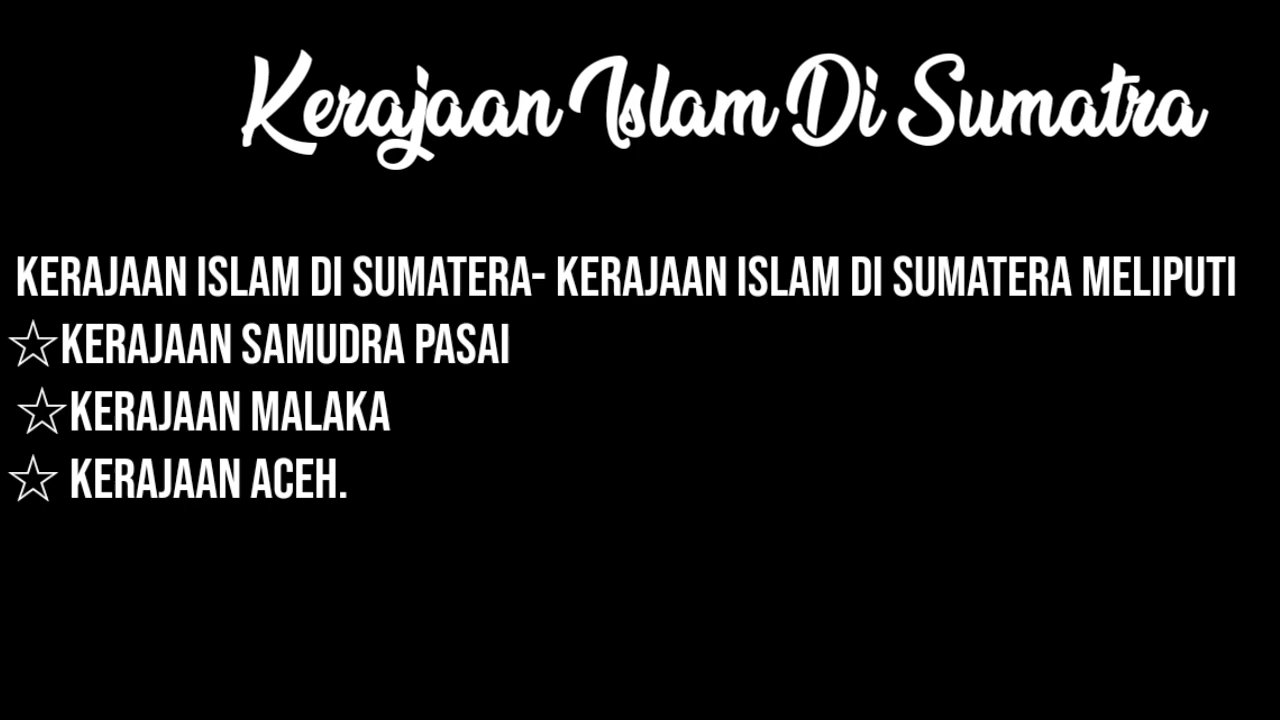 Kerajaan Islam Di Sumatra
KERAJAAN ISLAM DI SUMATERA- KERAJAAN ISLAM DI SUMATERA MELIPUTI
☆KERAJAAN SAMUDRA PASAI
☆KERAJAAN MALAKA
☆ KERAJAAN ACEH.